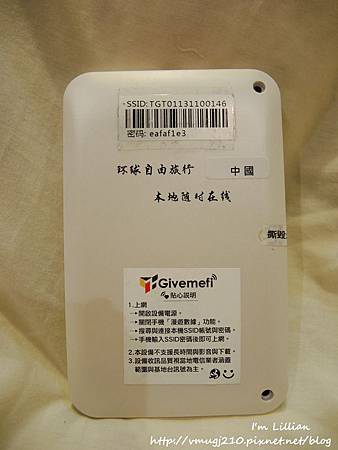 SSID:TGT01131100146
密码: eafaf1e3
环球自由旅行
中國
本地随时在线
撕毀
Givemefi
貼心說明
1.上網
→開啟設備電源。
→關閉手機「漫遊數據」功能。
→搜尋與連接本機SSID帳號與密碼。
→手機輸入SSID密碼後即可上網。
2.本設備不支援長時間與影音與下載。
3.設備收訊品質視當地電信業者涵蓋
範圍與基地台訊號為主。
I'm Lillian
http://vmugj210.pixnet.net/blog